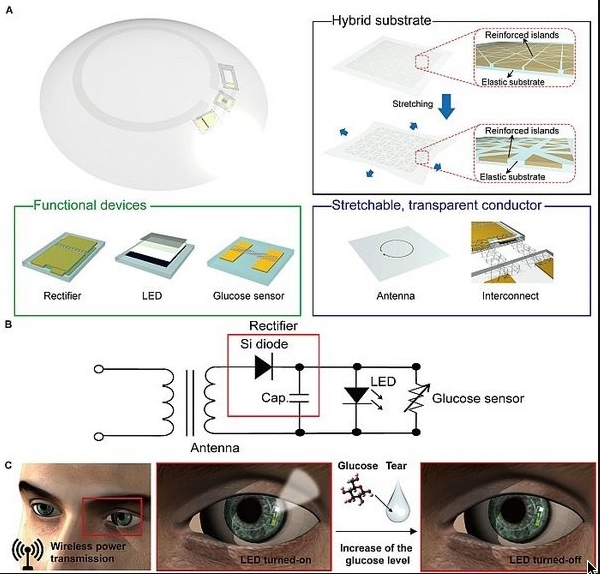 A
Hybrid substrate
Reinforced islands
Elastic substrate
Stretching
Reinforced islands
Elastic substrate
Functional devices
Rectifier
LED
Glucose sensor
Stretchable, transparent conductor
Antenna
Interconnect
B
Rectifier
Si diode
Cap.
LED
Glucose sensor
Antenna
C
Wireless power
transmission
LED turned-on
Glucose Tear
Increase of the
glucose level
LED turned-off